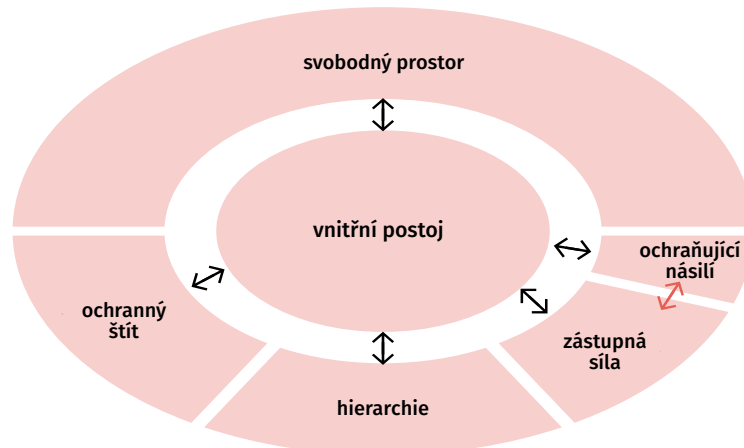 svobodný prostor
vnitřní postoj
ochraňující
násilí
ochranný
štít
zástupná
síla
hierarchie